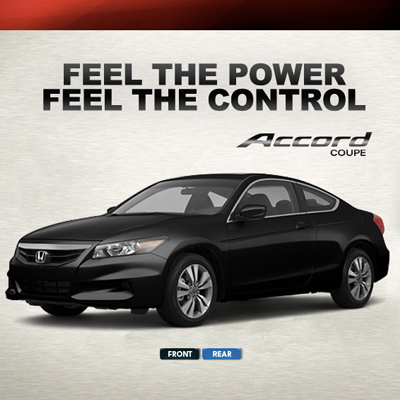 FEEL THE POWER
FEEL THE CONTROL
Accord
COUPE
FRONT
REAR